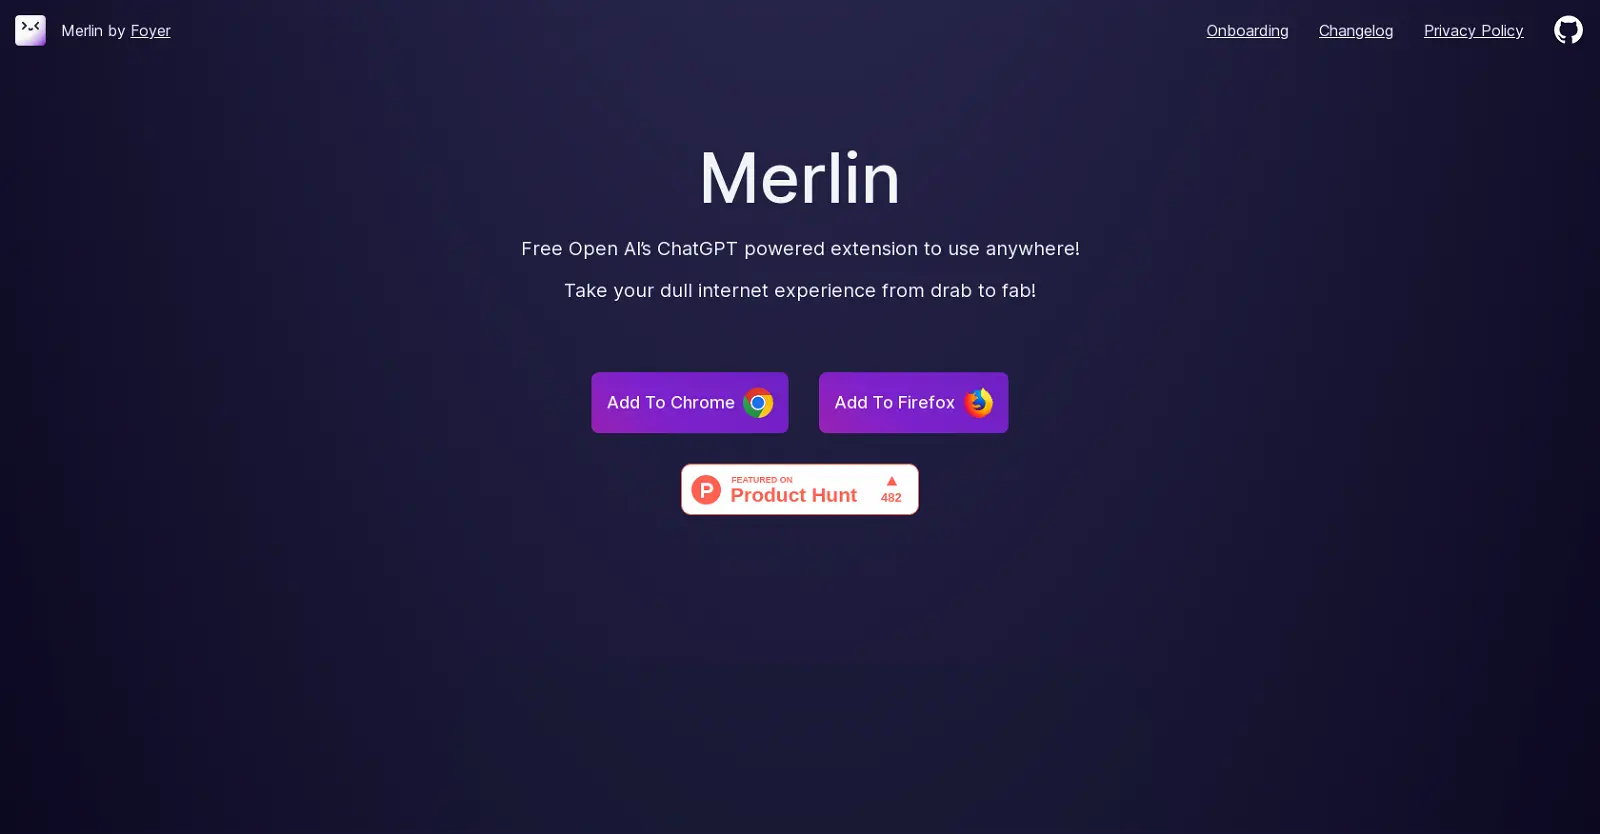 Merlin by Foyer
Onboarding
Changelog
Privacy Policy
Merlin
Free Open AI's ChatGPT powered extension to use anywhere!
Take your dull internet experience from drab to fab!
Add To Chrome
Add To Firefox
P
FEATURED ON
Product Hunt
▲
482